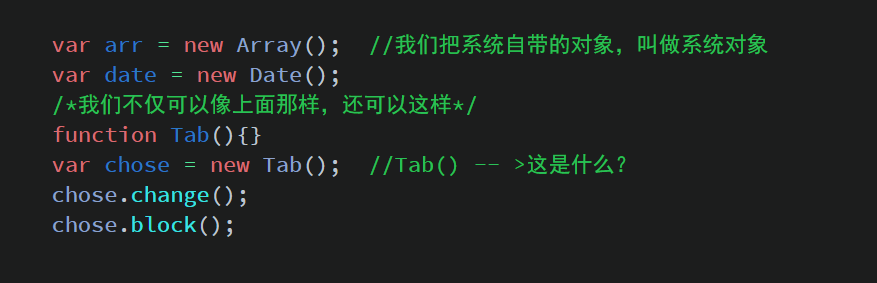 var arr = new Array();  //我们把系统自带的对象，叫做系统对象
var date = new Date();
/*我们不仅可以像上面那样，还可以这样*/
function Tab(){}
var chose = new Tab();  //Tab() -- >这是什么？
chose.change();
chose.block();